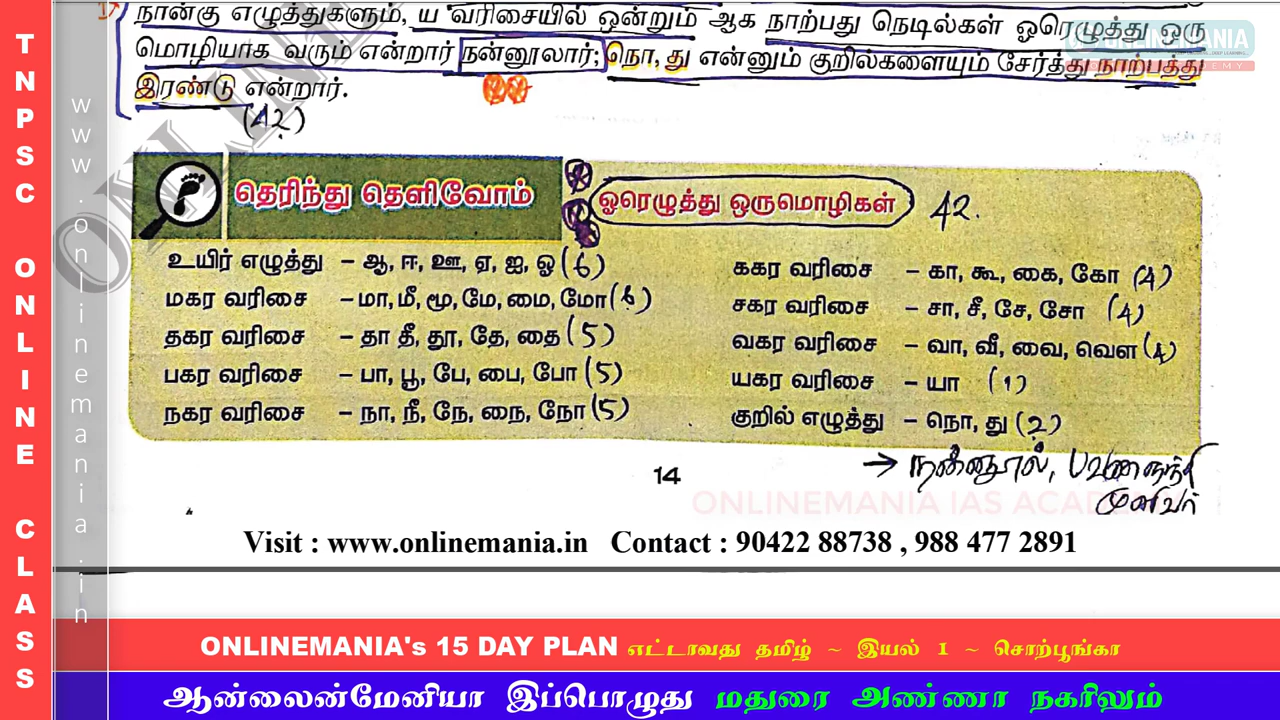 நான்கு எழுத்துகளும், ய வரிசையில் ஒன்றும் ஆக நாற்பது நெடில்கள் ஓரெழுத்து ஒரு
மொழியாக வரும் என்றார் நன்னூலார்; நொ, து என்னும் குறில்களையும் சேர்த்து நாற்பத்து
இரண்டு என்றார்.
(42)
தெரிந்து தெளிவோம்
ஓரெழுத்து ஒருமொழிகள் 42.
உயிர் எழுத்து – ஆ, ஈ, ஊ, ஏ, ஐ, ஓ (6)
மகர வரிசை – மா, மீ, மூ, மே, மை, மோ (6)
தகர வரிசை – தா தீ, தூ, தே, தை (5)
பகர வரிசை – பா, பூ, பே, பை, போ (5)
நகர வரிசை – நா, நீ, நே, நை, நோ (5)
ககர வரிசை – கா, கூ, கை, கோ (4)
சகர வரிசை – சா, சீ, சே, சோ (4)
வகர வரிசை – வா, வீ, வை, வௌ (4)
யகர வரிசை – யா (1)
குறில் எழுத்து – நொ, து (2)
→ நன்னூல், பவணந்தி
முனிவர்
14
ONLINEMANIA IAS ACADEMY
Visit : www.onlinemania.in Contact : 90422 88738 , 988 477 2891
ONLINEMANIA's 15 DAY PLAN எட்டாவது தமிழ் ~ இயல் 1 ~ சொற்பூங்கா
ஆன்லைன்மேனியா இப்பொழுது மதுரை அண்ணா நகரிலும்
TNPSC ONLINE CLASS
www.onlinemania.in